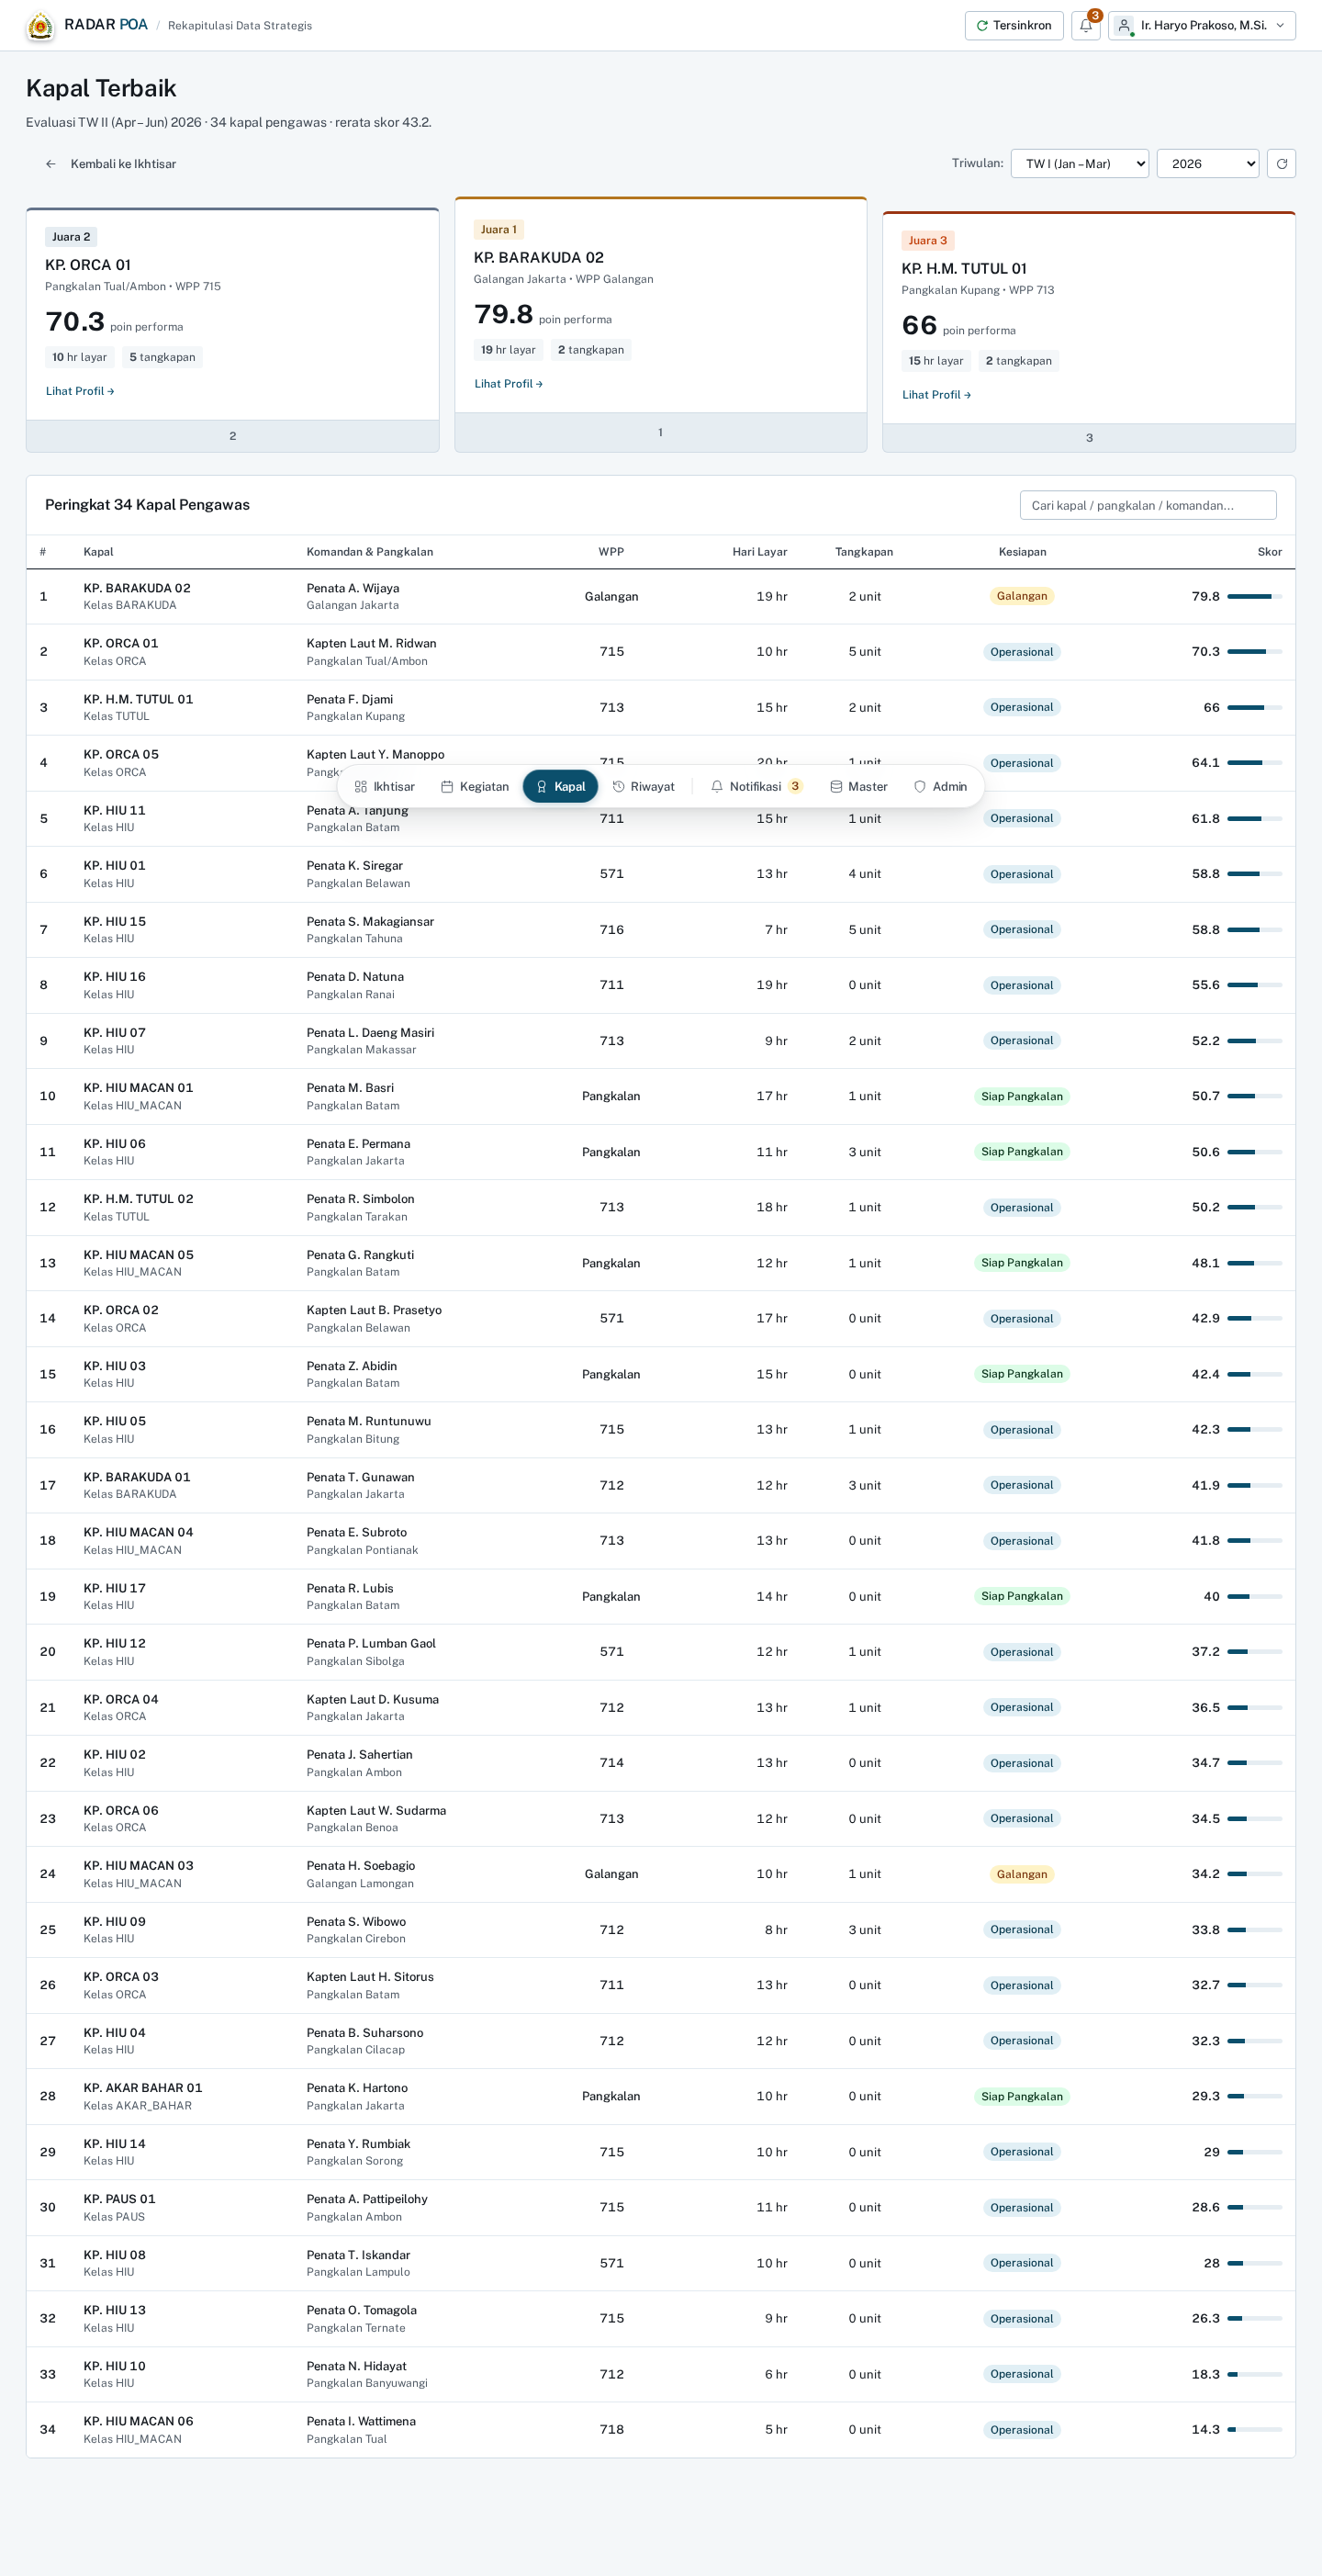 RADAR POA / Rekapitulasi Data Strategis
Tersinkron
3
Ir. Haryo Prakoso, M.Si.
Kapal Terbaik
Evaluasi TW II (Apr–Jun) 2026 · 34 kapal pengawas · rerata skor 43.2.
← Kembali ke Ikhtisar
Triwulan: TW I (Jan – Mar) 2026
Juara 2
KP. ORCA 01
Pangkalan Tual/Ambon • WPP 715
70.3 poin performa
10 hr layar 5 tangkapan
Lihat Profil →
2
Juara 1
KP. BARAKUDA 02
Galangan Jakarta • WPP Galangan
79.8 poin performa
19 hr layar 2 tangkapan
Lihat Profil →
1
Juara 3
KP. H.M. TUTUL 01
Pangkalan Kupang • WPP 713
66 poin performa
15 hr layar 2 tangkapan
Lihat Profil →
3
Peringkat 34 Kapal Pengawas
Cari kapal / pangkalan / komandan...
# Kapal Komandan & Pangkalan WPP Hari Layar Tangkapan Kesiapan Skor
1 KP. BARAKUDA 02 Penata A. Wijaya Galangan 19 hr 2 unit Galangan 79.8
Kelas BARAKUDA Galangan Jakarta
2 KP. ORCA 01 Kapten Laut M. Ridwan 715 10 hr 5 unit Operasional 70.3
Kelas ORCA Pangkalan Tual/Ambon
3 KP. H.M. TUTUL 01 Penata F. Djami 713 15 hr 2 unit Operasional 66
Kelas TUTUL Pangkalan Kupang
4 KP. ORCA 05 Kapten Laut Y. Manoppo 715 20 hr 1 unit Operasional 64.1
Kelas ORCA
Ikhtisar Kegiatan Kapal Riwayat Notifikasi 3 Master Admin
5 KP. HIU 11 Penata A. Tanjung 711 15 hr 1 unit Operasional 61.8
Kelas HIU Pangkalan Batam
6 KP. HIU 01 Penata K. Siregar 571 13 hr 4 unit Operasional 58.8
Kelas HIU Pangkalan Belawan
7 KP. HIU 15 Penata S. Makagiansar 716 7 hr 5 unit Operasional 58.8
Kelas HIU Pangkalan Tahuna
8 KP. HIU 16 Penata D. Natuna 711 19 hr 0 unit Operasional 55.6
Kelas HIU Pangkalan Ranai
9 KP. HIU 07 Penata L. Daeng Masiri 713 9 hr 2 unit Operasional 52.2
Kelas HIU Pangkalan Makassar
10 KP. HIU MACAN 01 Penata M. Basri Pangkalan 17 hr 1 unit Siap Pangkalan 50.7
Kelas HIU_MACAN Pangkalan Batam
11 KP. HIU 06 Penata E. Permana Pangkalan 11 hr 3 unit Siap Pangkalan 50.6
Kelas HIU Pangkalan Jakarta
12 KP. H.M. TUTUL 02 Penata R. Simbolon 713 18 hr 1 unit Operasional 50.2
Kelas TUTUL Pangkalan Tarakan
13 KP. HIU MACAN 05 Penata G. Rangkuti Pangkalan 12 hr 1 unit Siap Pangkalan 48.1
Kelas HIU_MACAN Pangkalan Batam
14 KP. ORCA 02 Kapten Laut B. Prasetyo 571 17 hr 0 unit Operasional 42.9
Kelas ORCA Pangkalan Belawan
15 KP. HIU 03 Penata Z. Abidin Pangkalan 15 hr 0 unit Siap Pangkalan 42.4
Kelas HIU Pangkalan Batam
16 KP. HIU 05 Penata M. Runtunuwu 715 13 hr 1 unit Operasional 42.3
Kelas HIU Pangkalan Bitung
17 KP. BARAKUDA 01 Penata T. Gunawan 712 12 hr 3 unit Operasional 41.9
Kelas BARAKUDA Pangkalan Jakarta
18 KP. HIU MACAN 04 Penata E. Subroto 713 13 hr 0 unit Operasional 41.8
Kelas HIU_MACAN Pangkalan Pontianak
19 KP. HIU 17 Penata R. Lubis Pangkalan 14 hr 0 unit Siap Pangkalan 40
Kelas HIU Pangkalan Batam
20 KP. HIU 12 Penata P. Lumban Gaol 571 12 hr 1 unit Operasional 37.2
Kelas HIU Pangkalan Sibolga
21 KP. ORCA 04 Kapten Laut D. Kusuma 712 13 hr 1 unit Operasional 36.5
Kelas ORCA Pangkalan Jakarta
22 KP. HIU 02 Penata J. Sahertian 714 13 hr 0 unit Operasional 34.7
Kelas HIU Pangkalan Ambon
23 KP. ORCA 06 Kapten Laut W. Sudarma 713 12 hr 0 unit Operasional 34.5
Kelas ORCA Pangkalan Benoa
24 KP. HIU MACAN 03 Penata H. Soebagio Galangan 10 hr 1 unit Galangan 34.2
Kelas HIU_MACAN Galangan Lamongan
25 KP. HIU 09 Penata S. Wibowo 712 8 hr 3 unit Operasional 33.8
Kelas HIU Pangkalan Cirebon
26 KP. ORCA 03 Kapten Laut H. Sitorus 711 13 hr 0 unit Operasional 32.7
Kelas ORCA Pangkalan Batam
27 KP. HIU 04 Penata B. Suharsono 712 12 hr 0 unit Operasional 32.3
Kelas HIU Pangkalan Cilacap
28 KP. AKAR BAHAR 01 Penata K. Hartono Pangkalan 10 hr 0 unit Siap Pangkalan 29.3
Kelas AKAR_BAHAR Pangkalan Jakarta
29 KP. HIU 14 Penata Y. Rumbiak 715 10 hr 0 unit Operasional 29
Kelas HIU Pangkalan Sorong
30 KP. PAUS 01 Penata A. Pattipeilohy 715 11 hr 0 unit Operasional 28.6
Kelas PAUS Pangkalan Ambon
31 KP. HIU 08 Penata T. Iskandar 571 10 hr 0 unit Operasional 28
Kelas HIU Pangkalan Lampulo
32 KP. HIU 13 Penata O. Tomagola 715 9 hr 0 unit Operasional 26.3
Kelas HIU Pangkalan Ternate
33 KP. HIU 10 Penata N. Hidayat 712 6 hr 0 unit Operasional 18.3
Kelas HIU Pangkalan Banyuwangi
34 KP. HIU MACAN 06 Penata I. Wattimena 718 5 hr 0 unit Operasional 14.3
Kelas HIU_MACAN Pangkalan Tual